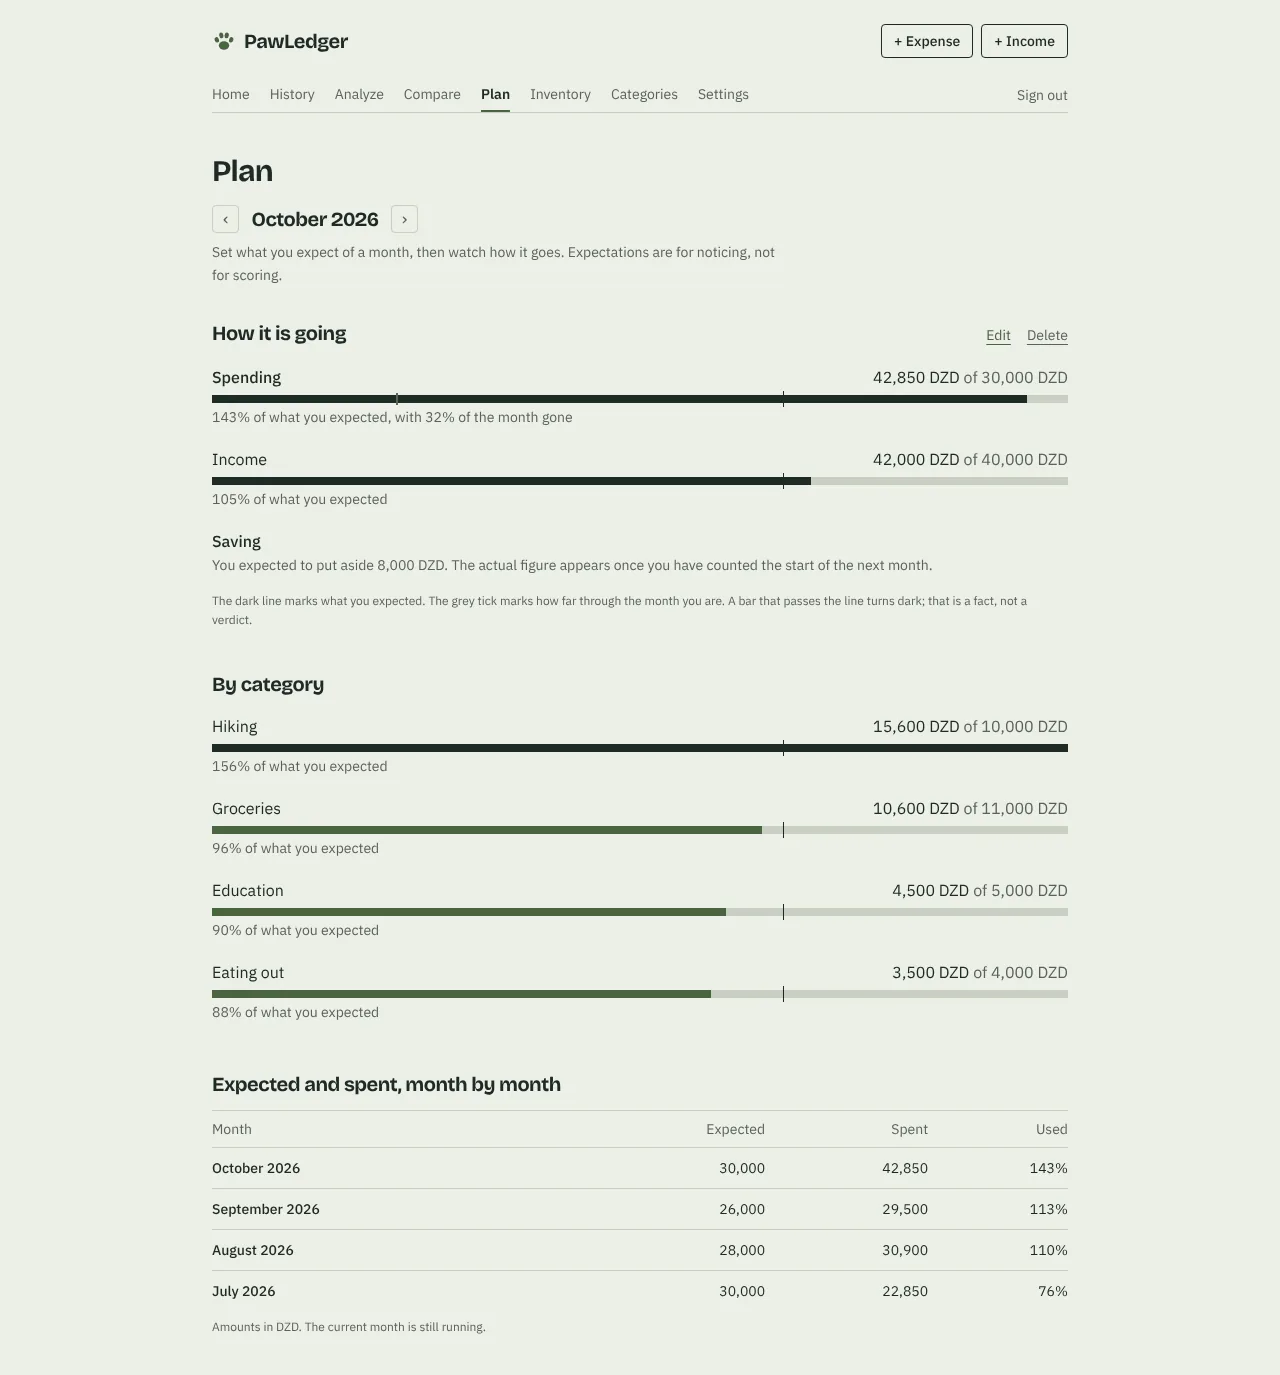 PawLedger
+ Expense
+ Income
Home History Analyze Compare Plan Inventory Categories Settings Sign out
Plan
‹ October 2026 ›
Set what you expect of a month, then watch how it goes. Expectations are for noticing, not
for scoring.
How it is going
Edit Delete
Spending 42,850 DZD of 30,000 DZD
143% of what you expected, with 32% of the month gone
Income 42,000 DZD of 40,000 DZD
105% of what you expected
Saving
You expected to put aside 8,000 DZD. The actual figure appears once you have counted the start of the next month.
The dark line marks what you expected. The grey tick marks how far through the month you are. A bar that passes the line turns dark; that is a fact, not a
verdict.
By category
Hiking 15,600 DZD of 10,000 DZD
156% of what you expected
Groceries 10,600 DZD of 11,000 DZD
96% of what you expected
Education 4,500 DZD of 5,000 DZD
90% of what you expected
Eating out 3,500 DZD of 4,000 DZD
88% of what you expected
Expected and spent, month by month
Month Expected Spent Used
October 2026 30,000 42,850 143%
September 2026 26,000 29,500 113%
August 2026 28,000 30,900 110%
July 2026 30,000 22,850 76%
Amounts in DZD. The current month is still running.